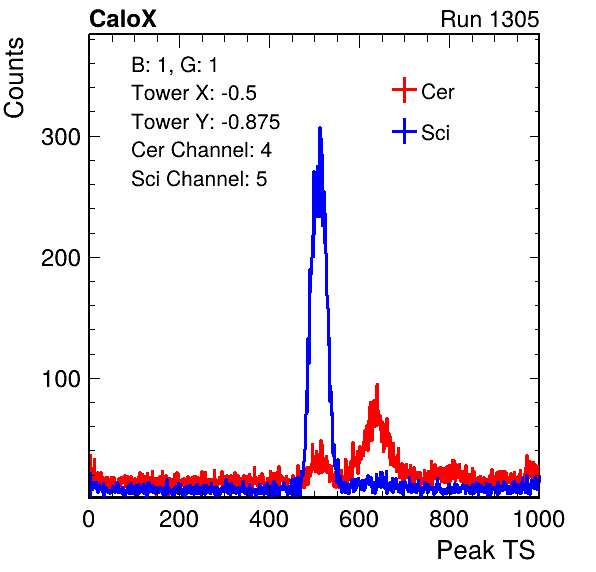 CaloX
Run 1305
Counts
B: 1, G: 1
Tower X: -0.5
Tower Y: -0.875
Cer Channel: 4
Sci Channel: 5
Cer
Sci
300
200
100
0 200 400 600 800 1000
Peak TS